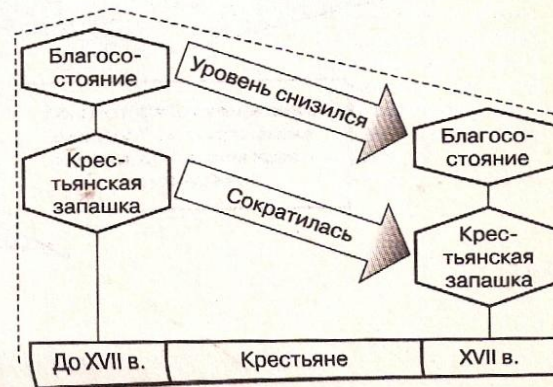 Благосо-
стояние
Уровень снизился
Благосо-
стояние
Крес-
тьянская
запашка
Сократилась
Крес-
тьянская
запашка
До XVII в.
Крестьяне
XVII в.